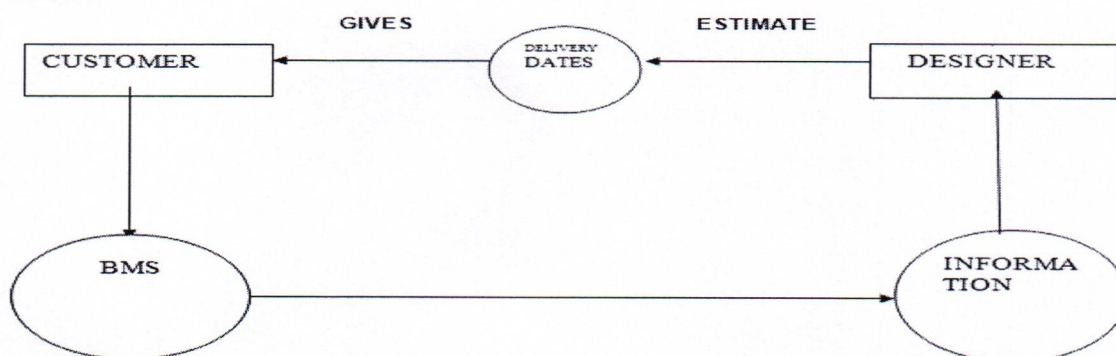 GIVES
ESTIMATE
CUSTOMER
DELIVERY
DATES
DESIGNER
BMS
INFORMA
TION